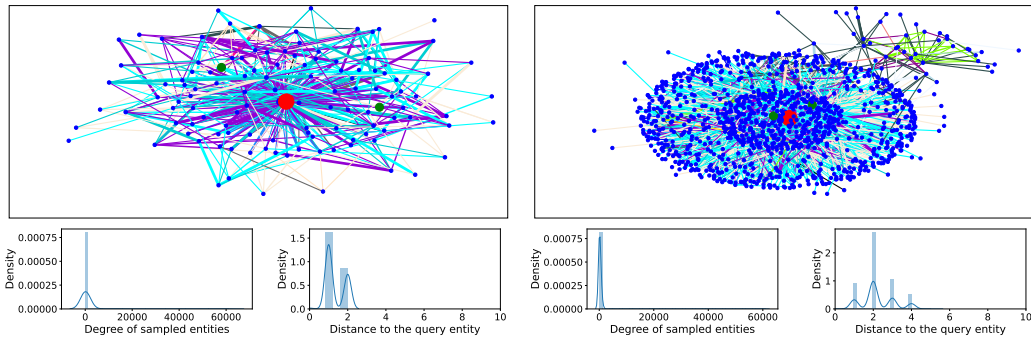 0.00075
0.00050
0.00025
0.00000
Density
0 20000 40000 60000
Degree of sampled entities
1.5
1.0
0.5
0.0
Density
0 2 4 6 8 10
Distance to the query entity
0.00075
0.00050
0.00025
0.00000
Density
0 20000 40000 60000
Degree of sampled entities
2
1
0
Density
0 2 4 6 8 10
Distance to the query entity